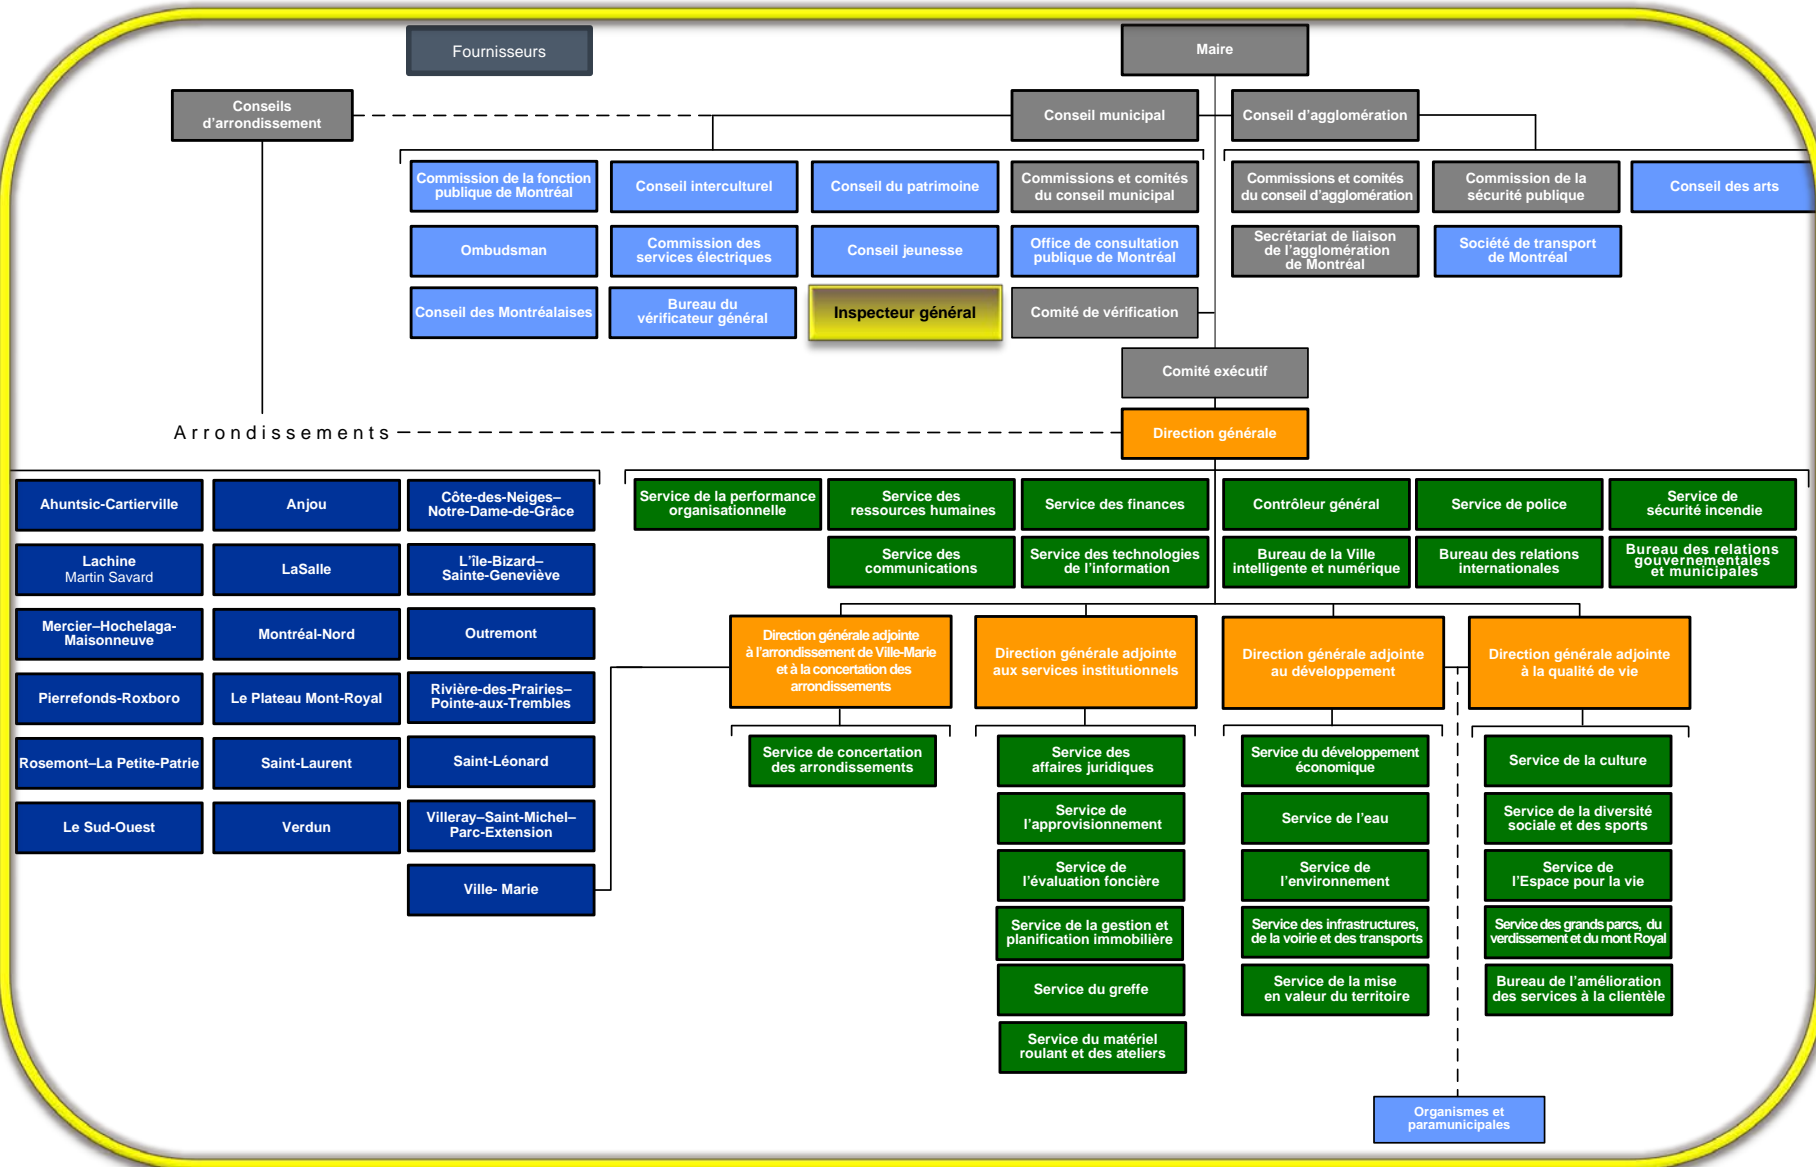 Fournisseurs
Maire
Conseils
d'arrondissement
Conseil municipal
Conseil d'agglomération
Commission de la fonction
publique de Montréal
Conseil interculturel
Conseil du patrimoine
Commissions et comités
du conseil municipal
Commissions et comités
du conseil d'agglomération
Commission de la
sécurité publique
Conseil des arts
Ombudsman
Commission des
services électriques
Conseil jeunesse
Office de consultation
publique de Montréal
Secrétariat de liaison
de l'agglomération
de Montréal
Société de transport
de Montréal
Conseil des Montréalaises
Bureau du
vérificateur général
Inspecteur général
Comité de vérification
Comité exécutif
Arrondissements
Direction générale
Ahuntsic-Cartierville
Anjou
Côte-des-Neiges–
Notre-Dame-de-Grâce
Lachine
Martin Savard
LaSalle
L'île-Bizard–
Sainte-Geneviève
Mercier–Hochelaga-
Maisonneuve
Montréal-Nord
Outremont
Pierrefonds-Roxboro
Le Plateau Mont-Royal
Rivière-des-Prairies–
Pointe-aux-Trembles
Rosemont–La Petite-Patrie
Saint-Laurent
Saint-Léonard
Le Sud-Ouest
Verdun
Villeray–Saint-Michel–
Parc-Extension
Ville- Marie
Service de la performance
organisationnelle
Service des
ressources humaines
Service des finances
Contrôleur général
Service de police
Service de
sécurité incendie
Service des
communications
Service des technologies
de l'information
Bureau de la Ville
intelligente et numérique
Bureau des relations
internationales
Bureau des relations
gouvernementales
et municipales
Direction générale adjointe
à l'arrondissement de Ville-Marie
et à la concertation des
arrondissements
Direction générale adjointe
aux services institutionnels
Direction générale adjointe
au développement
Direction générale adjointe
à la qualité de vie
Service de concertation
des arrondissements
Service des
affaires juridiques
Service de
l'approvisionnement
Service de
l'évaluation foncière
Service de la gestion et
planification immobilière
Service du greffe
Service du matériel
roulant et des ateliers
Service du développement
économique
Service de l'eau
Service de
l'environnement
Service des infrastructures,
de la voirie et des transports
Service de la mise
en valeur du territoire
Service de la culture
Service de la diversité
sociale et des sports
Service de
l'Espace pour la vie
Service des grands parcs, du
verdissement et du mont Royal
Bureau de l'amélioration
des services à la clientèle
Organismes et
paramunicipales